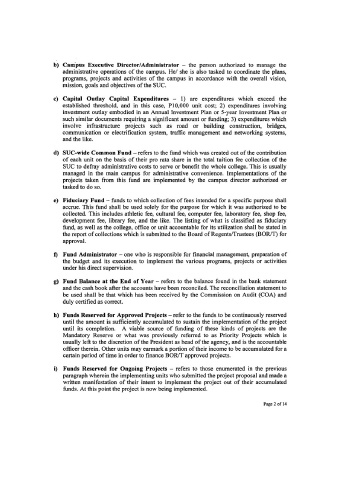 b) Campus Executive Director/Administrator – the person authorized to manage the
administrative operations of the campus. He/ she is also tasked to coordinate the plans,
programs, projects and activities of the campus in accordance with the overall vision,
mission, goals and objectives of the SUC.
c) Capital Outlay Capital Expenditures – 1) are expenditures which exceed the
established threshold, and in this case, P10,000 unit cost; 2) expenditures involving
investment outlay embodied in an Annual Investment Plan or 5-year Investment Plan or
such similar documents requiring a significant amount or funding; 3) expenditures which
involve infrastructure projects such as road or building construction, bridges,
communication or electrification system, traffic management and networking systems,
and the like.
d) SUC-wide Common Fund – refers to the fund which was created out of the contribution
of each unit on the basis of their pro rata share in the total tuition fee collection of the
SUC to defray administrative costs to serve or benefit the whole college. This is usually
managed in the main campus for administrative convenience. Implementations of the
projects taken from this fund are implemented by the campus director authorized or
tasked to do so.
e) Fiduciary Fund – funds to which collection of fees intended for a specific purpose shall
accrue. This fund shall be used solely for the purpose for which it was authorized to be
collected. This includes athletic fee, cultural fee, computer fee, laboratory fee, shop fee,
development fee, library fee, and the like. The listing of what is classified as fiduciary
fund, as well as the college, office or unit accountable for its utilization shall be stated in
the report of collections which is submitted to the Board of Regents/Trustees (BOR/T) for
approval.
f) Fund Administrator – one who is responsible for financial management, preparation of
the budget and its execution to implement the various programs, projects or activities
under his direct supervision.
g) Fund Balance at the End of Year – refers to the balance found in the bank statement
and the cash book after the accounts have been reconciled. The reconciliation statement to
be used shall be that which has been received by the Commission on Audit (COA) and
duly certified as correct.
h) Funds Reserved for Approved Projects – refer to the funds to be continuously reserved
until the amount is sufficiently accumulated to sustain the implementation of the project
until its completion. A viable source of funding of these kinds of projects are the
Mandatory Reserve or what was previously referred to as Priority Projects which is
usually left to the discretion of the President as head of the agency, and is the accountable
officer therein. Other units may earmark a portion of their income to be accumulated for a
certain period of time in order to finance BOR/T approved projects.
i) Funds Reserved for Ongoing Projects – refers to those enumerated in the previous
paragraph wherein the implementing units who submitted the project proposal and made a
written manifestation of their intent to implement the project out of their accumulated
funds. At this point the project is now being implemented.
Page 2 of 14